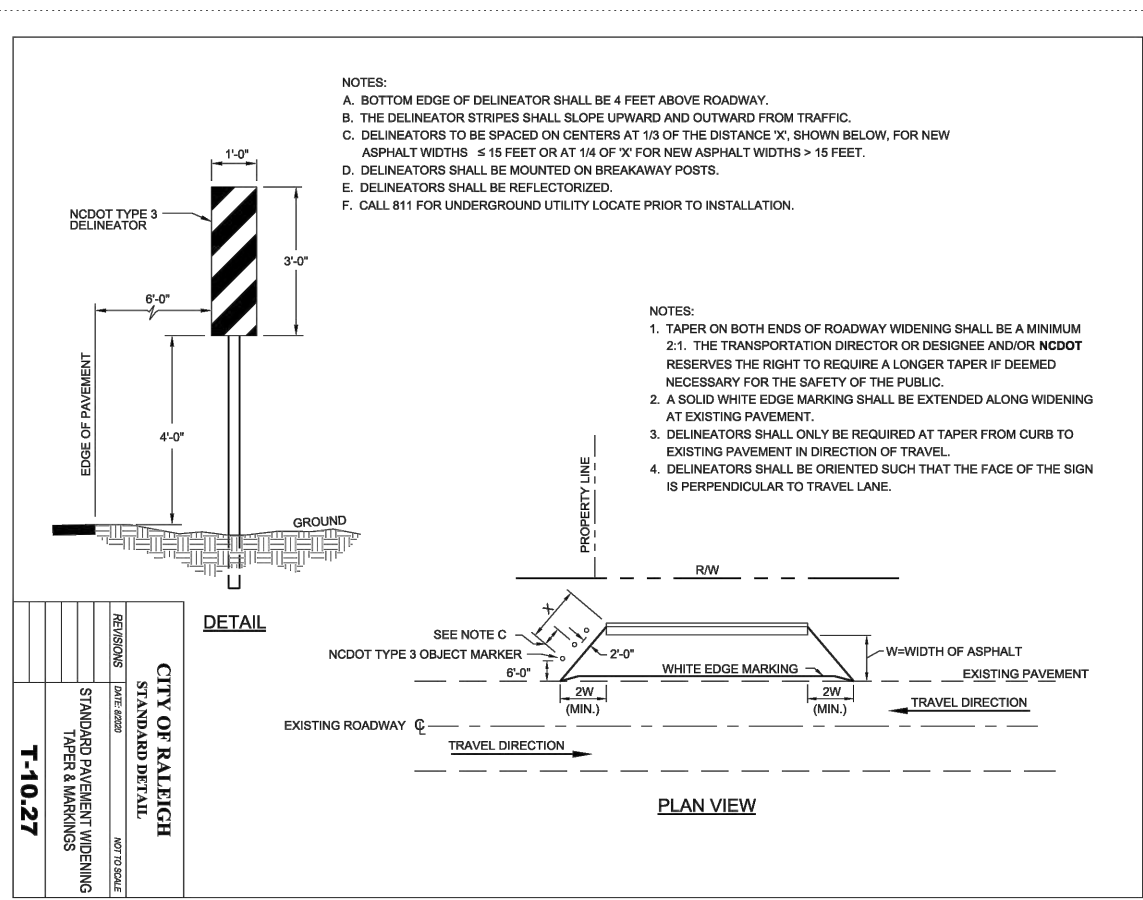 NOTES:
A. BOTTOM EDGE OF DELINEATOR SHALL BE 4 FEET ABOVE ROADWAY.
B. THE DELINEATOR STRIPES SHALL SLOPE UPWARD AND OUTWARD FROM TRAFFIC.
C. DELINEATORS TO BE SPACED ON CENTERS AT 1/3 OF THE DISTANCE 'X', SHOWN BELOW, FOR NEW
ASPHALT WIDTHS ≤ 15 FEET OR AT 1/4 OF 'X' FOR NEW ASPHALT WIDTHS > 15 FEET.
D. DELINEATORS SHALL BE MOUNTED ON BREAKAWAY POSTS.
E. DELINEATORS SHALL BE REFLECTORIZED.
F. CALL 811 FOR UNDERGROUND UTILITY LOCATE PRIOR TO INSTALLATION.
1'-0"
NCDOT TYPE 3
DELINEATOR
3'-0"
6'-0"
EDGE OF PAVEMENT
4'-0"
GROUND
DETAIL
NOTES:
1. TAPER ON BOTH ENDS OF ROADWAY WIDENING SHALL BE A MINIMUM
2:1. THE TRANSPORTATION DIRECTOR OR DESIGNEE AND/OR NCDOT
RESERVES THE RIGHT TO REQUIRE A LONGER TAPER IF DEEMED
NECESSARY FOR THE SAFETY OF THE PUBLIC.
2. A SOLID WHITE EDGE MARKING SHALL BE EXTENDED ALONG WIDENING
AT EXISTING PAVEMENT.
3. DELINEATORS SHALL ONLY BE REQUIRED AT TAPER FROM CURB TO
EXISTING PAVEMENT IN DIRECTION OF TRAVEL.
4. DELINEATORS SHALL BE ORIENTED SUCH THAT THE FACE OF THE SIGN
IS PERPENDICULAR TO TRAVEL LANE.
PROPERTY LINE
R/W
X
SEE NOTE C
NCDOT TYPE 3 OBJECT MARKER
2'-0"
6'-0"
W=WIDTH OF ASPHALT
WHITE EDGE MARKING
EXISTING PAVEMENT
2W
(MIN.)
2W
(MIN.)
TRAVEL DIRECTION
EXISTING ROADWAY ℄
TRAVEL DIRECTION
PLAN VIEW
CITY OF RALEIGH
STANDARD DETAIL
REVISIONS
DATE: 8/2020
NOT TO SCALE
STANDARD PAVEMENT WIDENING
TAPER & MARKINGS
T-10.27